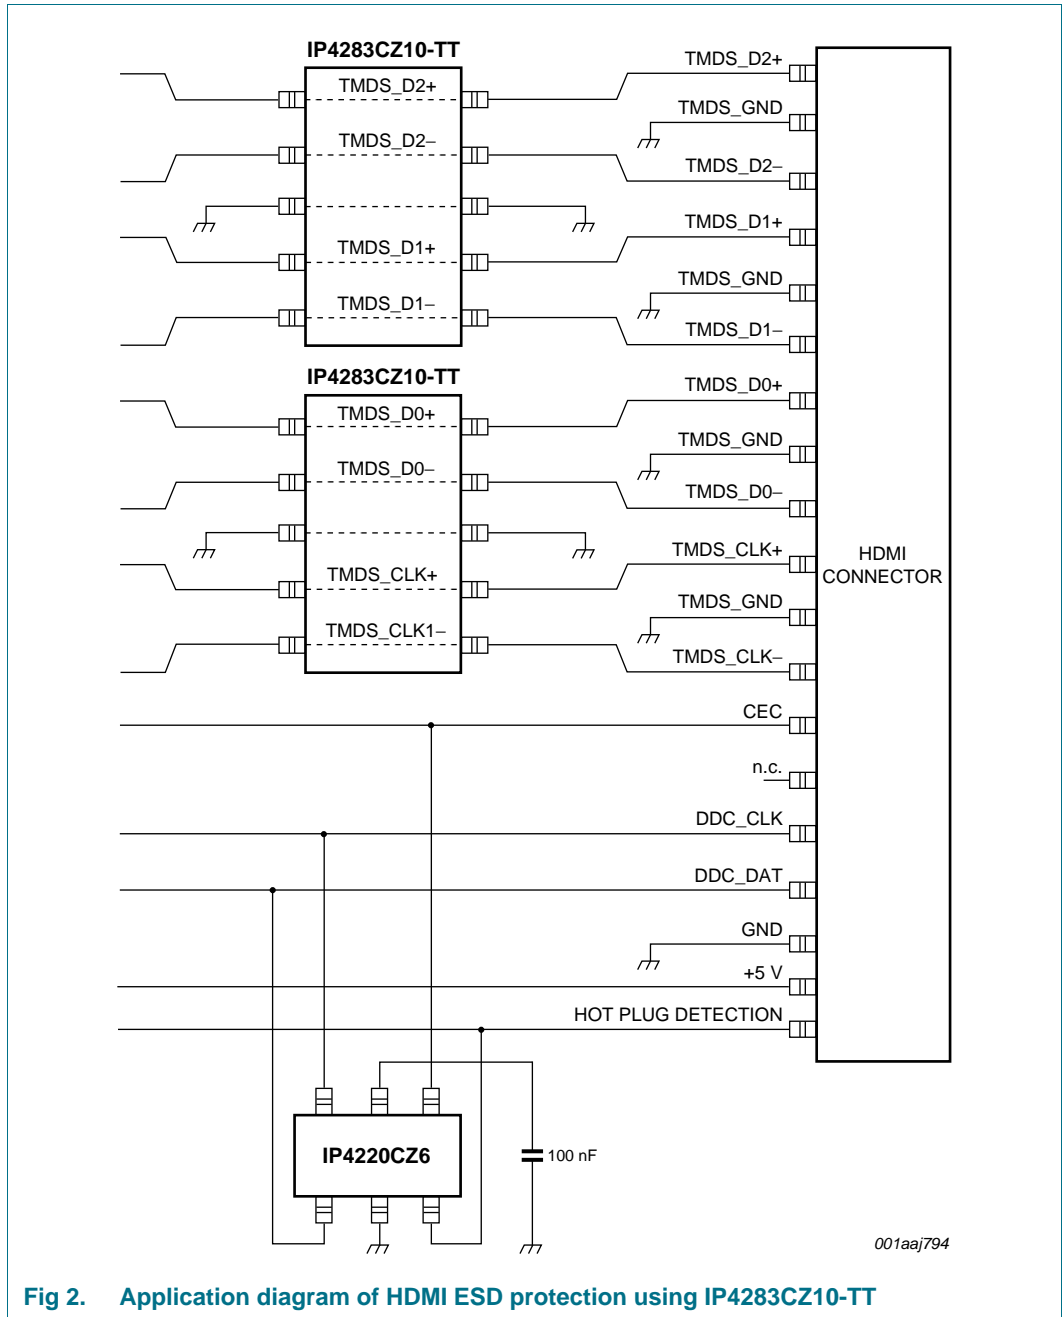 IP4283CZ10-TT
TMDS_D2+
TMDS_D2−
TMDS_D1+
TMDS_D1−
IP4283CZ10-TT
TMDS_D0+
TMDS_D0−
TMDS_CLK+
TMDS_CLK1−
TMDS_D2+
TMDS_GND
TMDS_D2−
TMDS_D1+
TMDS_GND
TMDS_D1−
TMDS_D0+
TMDS_GND
TMDS_D0−
TMDS_CLK+
TMDS_GND
TMDS_CLK−
CEC
n.c.
DDC_CLK
DDC_DAT
GND
+5 V
HOT PLUG DETECTION
HDMI
CONNECTOR
IP4220CZ6
100 nF
001aaj794
Fig 2. Application diagram of HDMI ESD protection using IP4283CZ10-TT